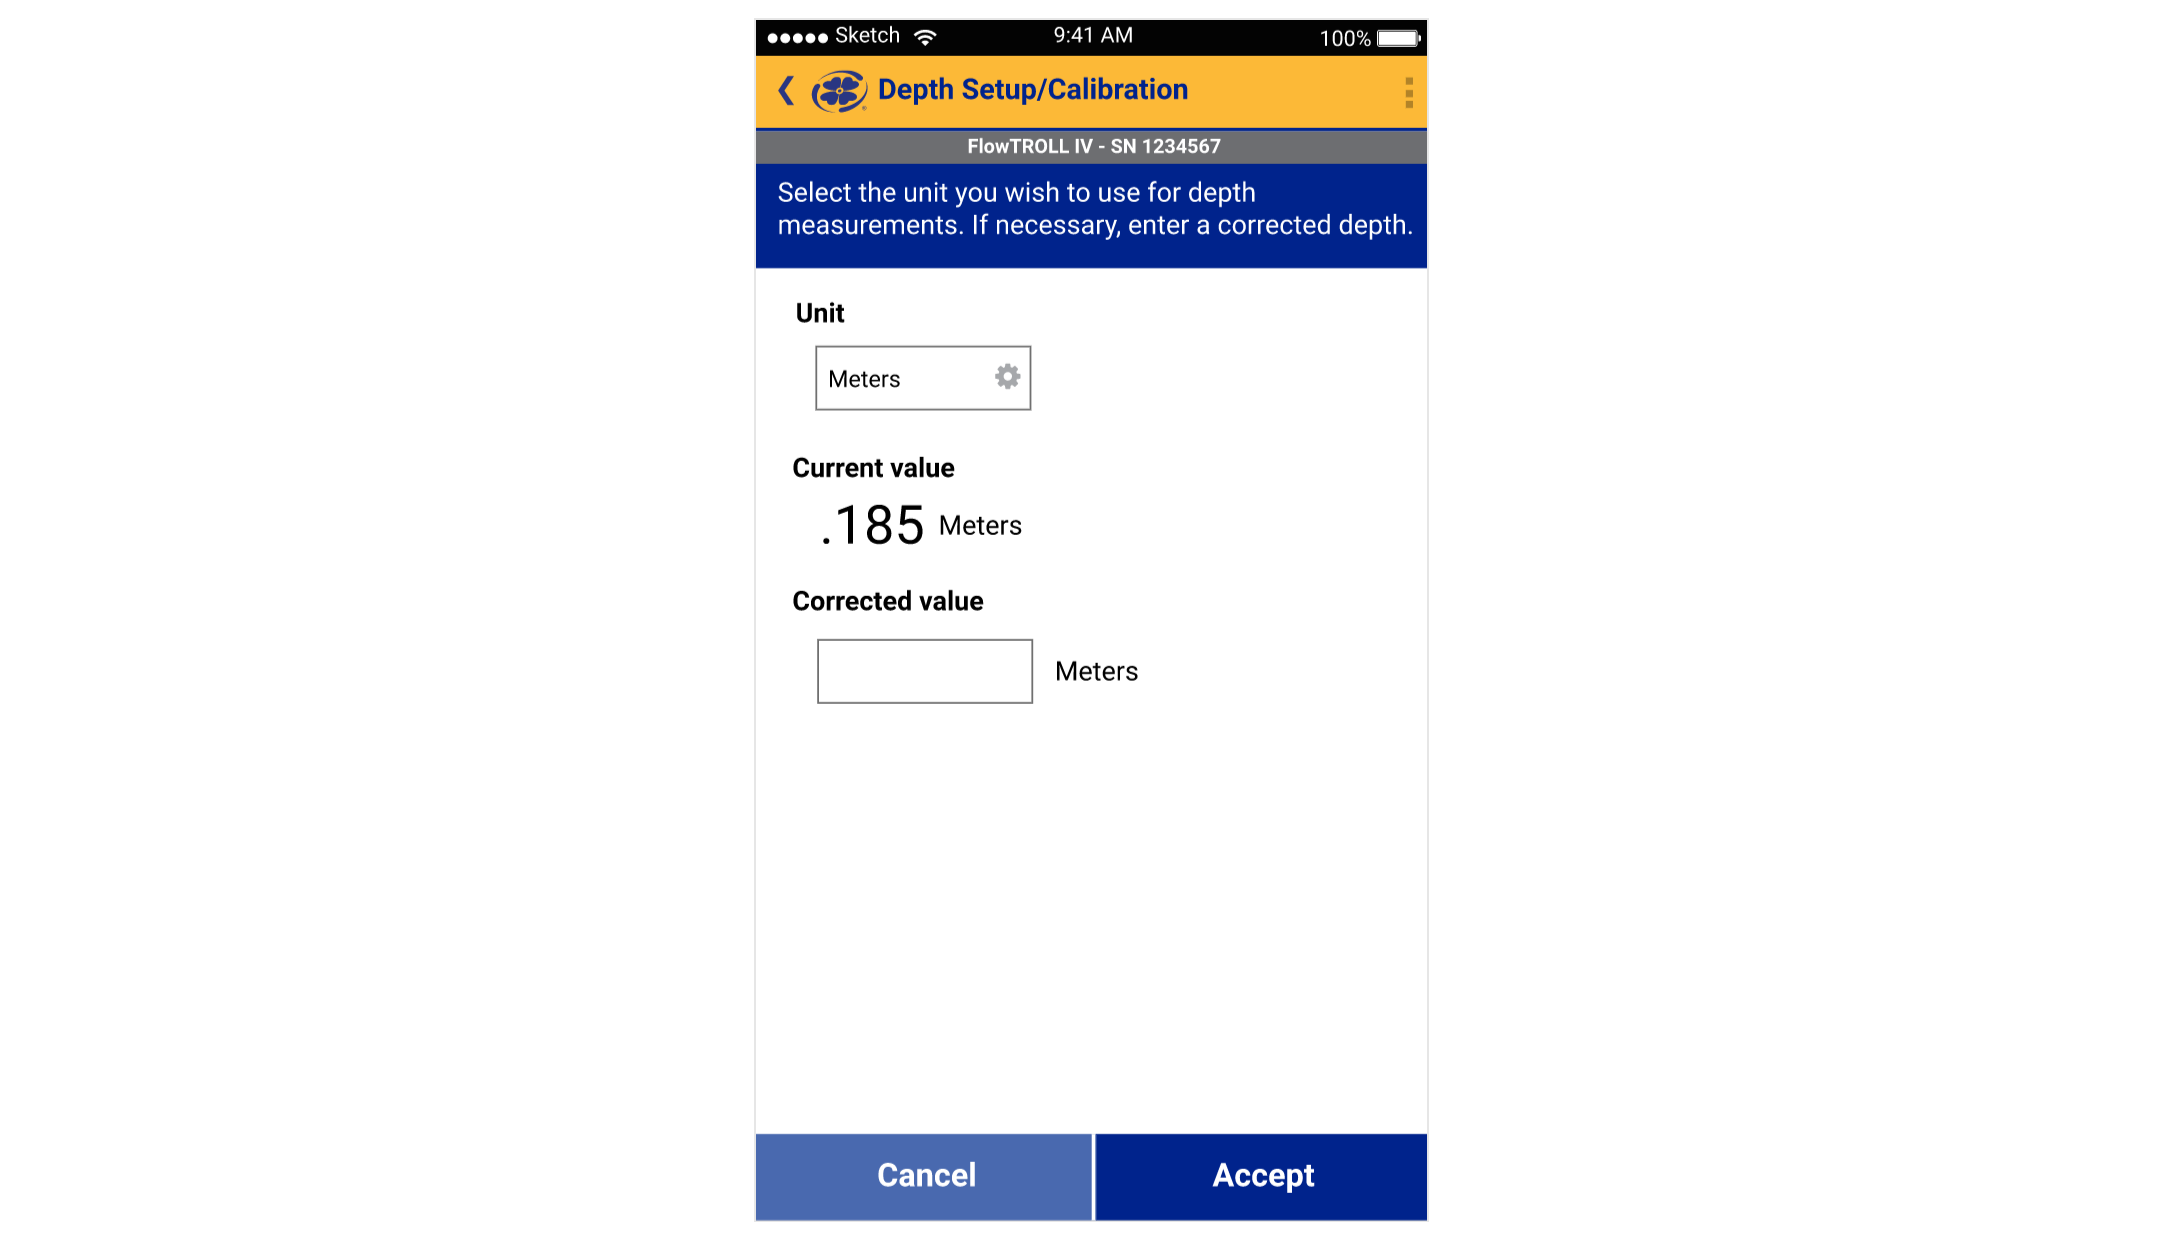 Sketch 9:41 AM 100%
Depth Setup/Calibration
FlowTROLL IV - SN 1234567
Select the unit you wish to use for depth
measurements. If necessary, enter a corrected depth.
Unit
Meters
Current value
.185 Meters
Corrected value
Meters
Cancel Accept